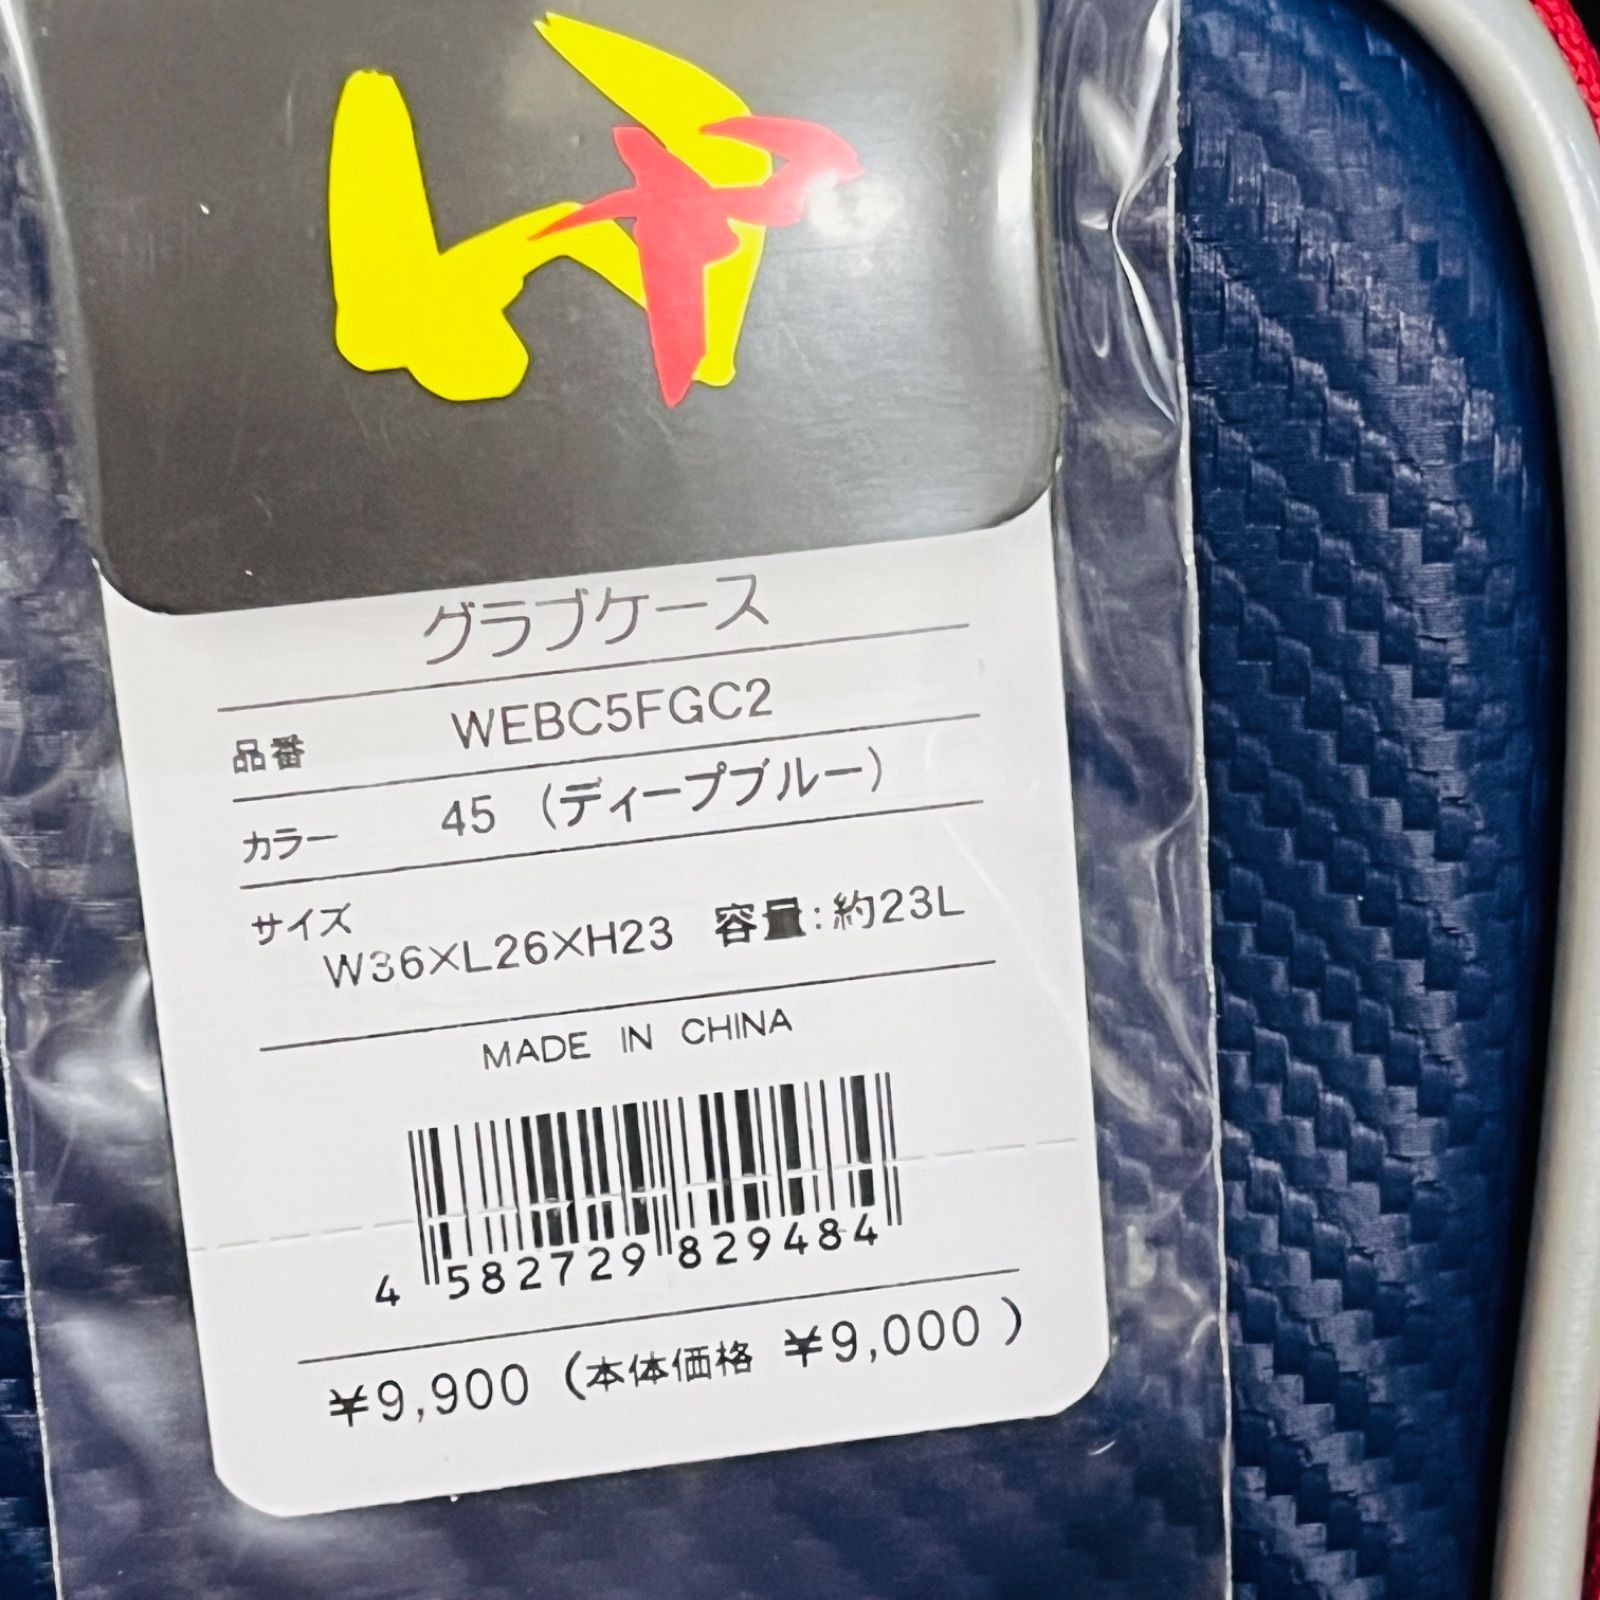 グラブケース
品番 WEBC5FGC2
カラー 45 (ディープブルー)
サイズ
W36×L26×H23 容量:約23L
MADE IN CHINA
4 582729 829484
¥9,900 (本体価格 ¥9,000 )